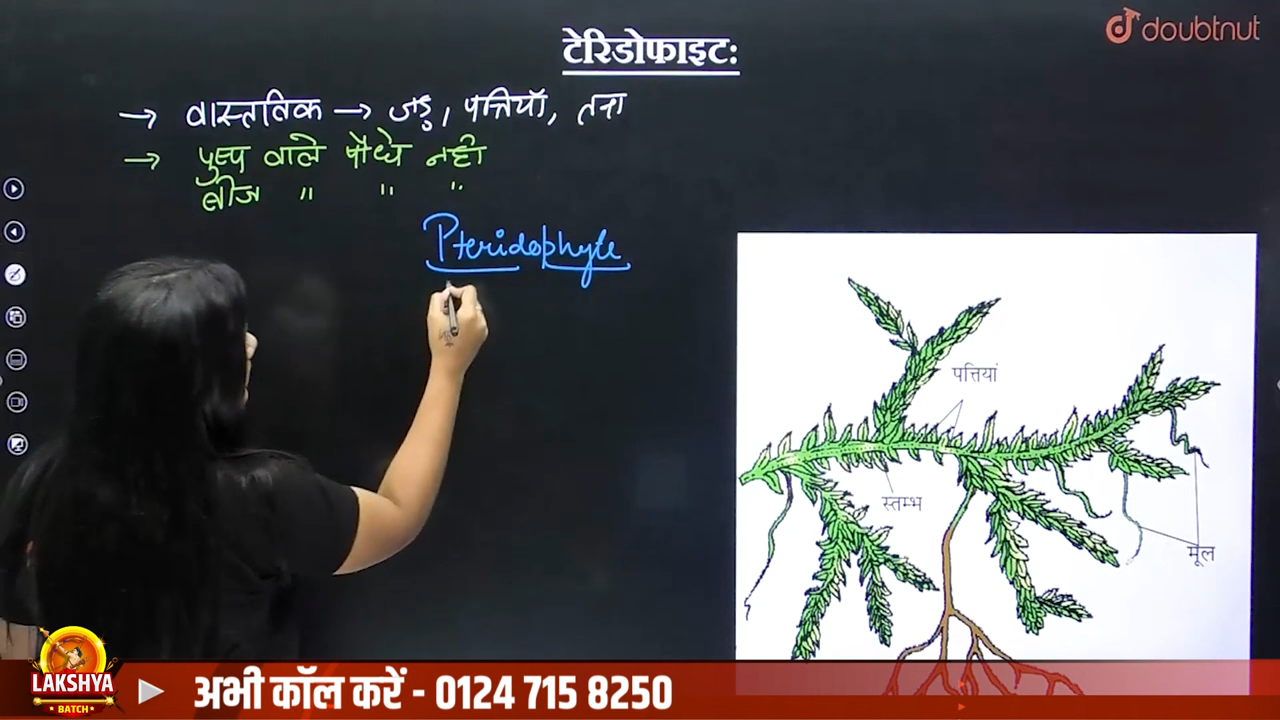 doubtnut
टेरिडोफाइट:
→ वास्तविक → जड़, पत्तियाँ, तना
→ पुष्प वाले पौधे नहीं
बीज " " "
Pteridophyte
पत्तियां
स्तम्भ
मूल
LAKSHYA
BATCH
अभी कॉल करें - 0124 715 8250